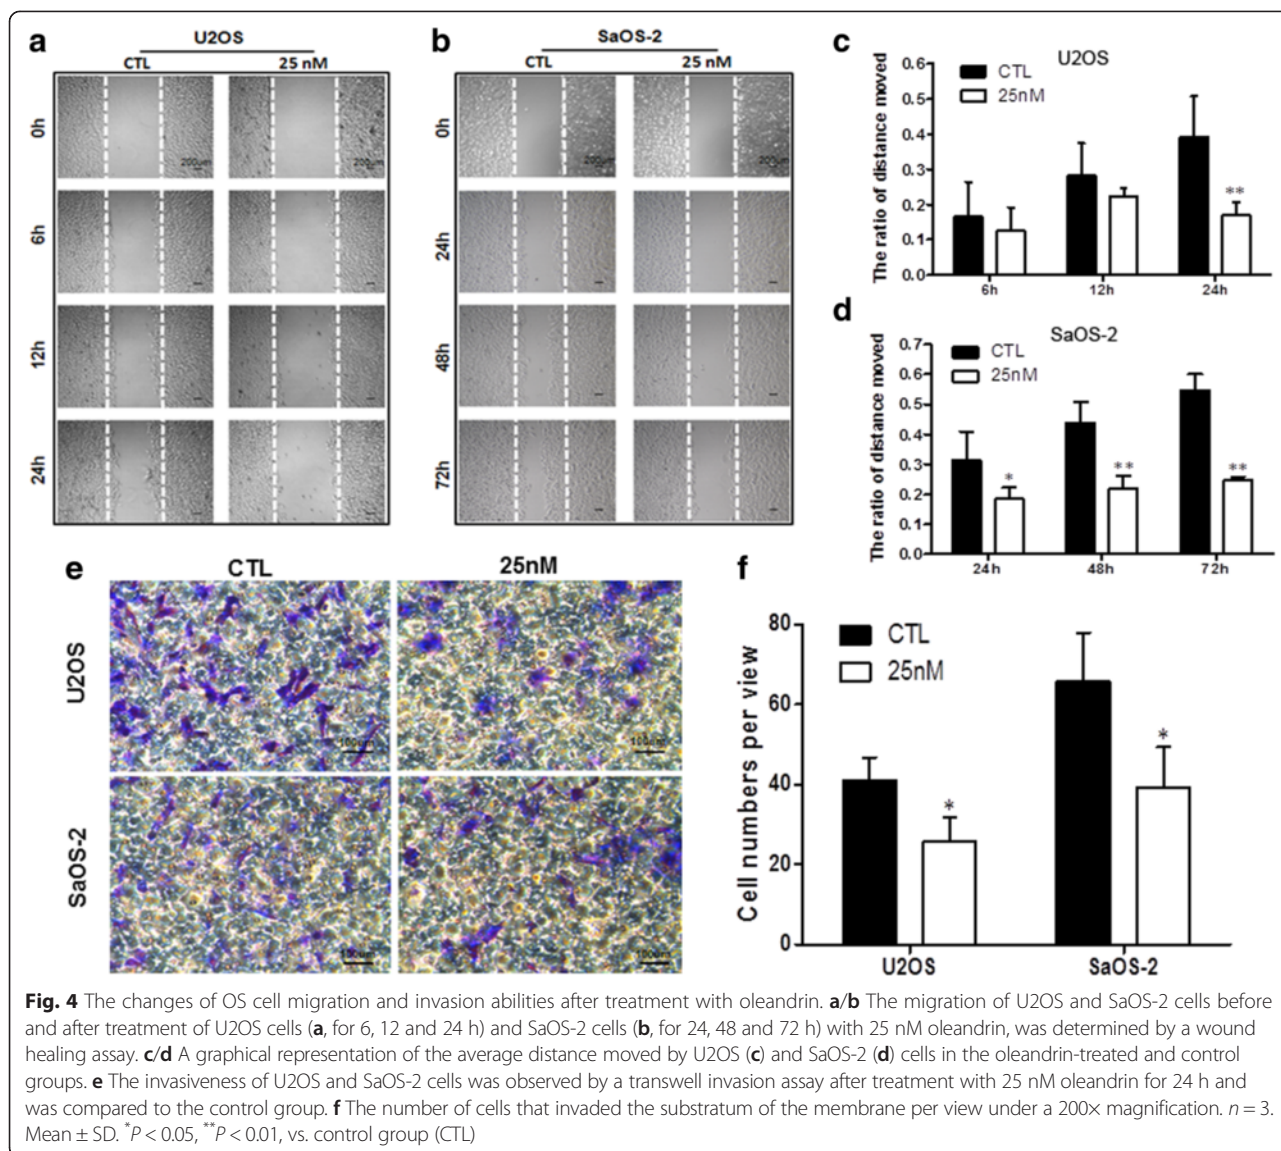 a
U2OS
CTL 25 nM
0h
200μm 200μm
6h
12h
24h
b
SaOS-2
CTL 25 nM
0h
200μm 200μm
24h
48h
72h
c
U2OS
The ratio of distance moved
0.6
0.5
0.4
0.3
0.2
0.1
0.0
CTL
25nM
**
6h 12h 24h
d
SaOS-2
The ratio of distance moved
0.7
0.6
0.5
0.4
0.3
0.2
0.1
0.0
CTL
25nM
* ** **
24h 48h 72h
e
CTL 25nM
U2OS
100um 100um
SaOS-2
100um 100um
f
Cell numbers per view
80
60
40
20
0
CTL
25nM
* *
U2OS SaOS-2
Fig. 4 The changes of OS cell migration and invasion abilities after treatment with oleandrin. a/b The migration of U2OS and SaOS-2 cells before
and after treatment of U2OS cells (a, for 6, 12 and 24 h) and SaOS-2 cells (b, for 24, 48 and 72 h) with 25 nM oleandrin, was determined by a wound
healing assay. c/d A graphical representation of the average distance moved by U2OS (c) and SaOS-2 (d) cells in the oleandrin-treated and control
groups. e The invasiveness of U2OS and SaOS-2 cells was observed by a transwell invasion assay after treatment with 25 nM oleandrin for 24 h and
was compared to the control group. f The number of cells that invaded the substratum of the membrane per view under a 200× magnification. n = 3.
Mean ± SD. *P < 0.05, **P < 0.01, vs. control group (CTL)